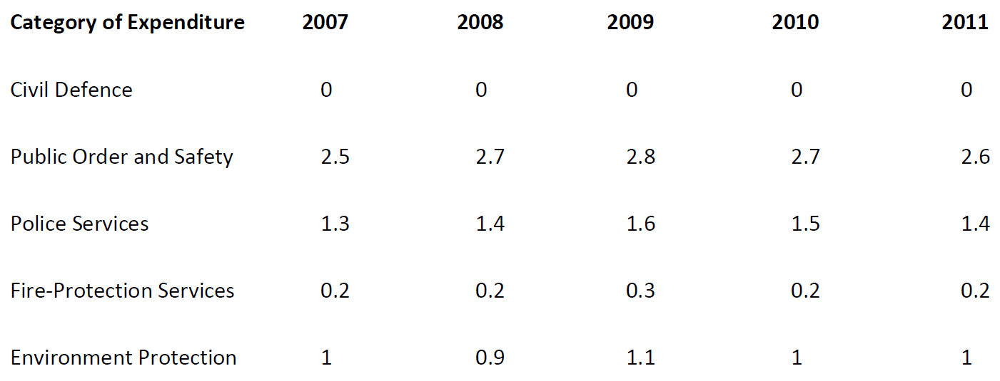 Category of Expenditure 2007 2008 2009 2010 2011
Civil Defence 0 0 0 0 0
Public Order and Safety 2.5 2.7 2.8 2.7 2.6
Police Services 1.3 1.4 1.6 1.5 1.4
Fire-Protection Services 0.2 0.2 0.3 0.2 0.2
Environment Protection 1 0.9 1.1 1 1